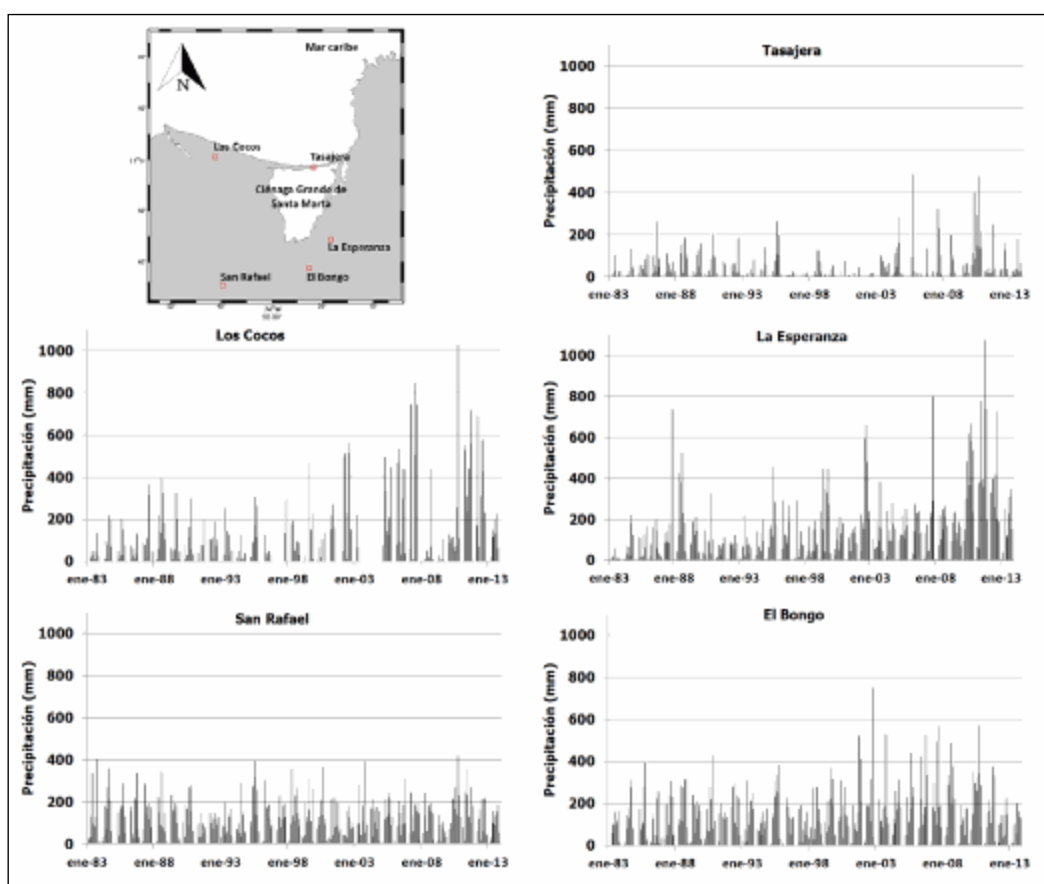 Mar caribe
N
Los Cocos
Tasajera
Ciénaga Grande de
Santa Marta
La Esperanza
El Bongo
San Rafael
Tasajera
Precipitación (mm)
1000
800
600
400
200
0
ene-83
ene-88
ene-93
ene-98
ene-03
ene-08
ene-13
Los Cocos
Precipitación (mm)
1000
800
600
400
200
0
ene-83
ene-88
ene-93
ene-98
ene-03
ene-08
ene-13
La Esperanza
Precipitación (mm)
1000
800
600
400
200
0
ene-83
ene-88
ene-93
ene-98
ene-03
ene-08
ene-13
San Rafael
Precipitación (mm)
1000
800
600
400
200
0
ene-83
ene-88
ene-93
ene-98
ene-03
ene-08
ene-13
El Bongo
Precipitación (mm)
1000
800
600
400
200
0
ene-83
ene-88
ene-93
ene-98
ene-03
ene-08
ene-13